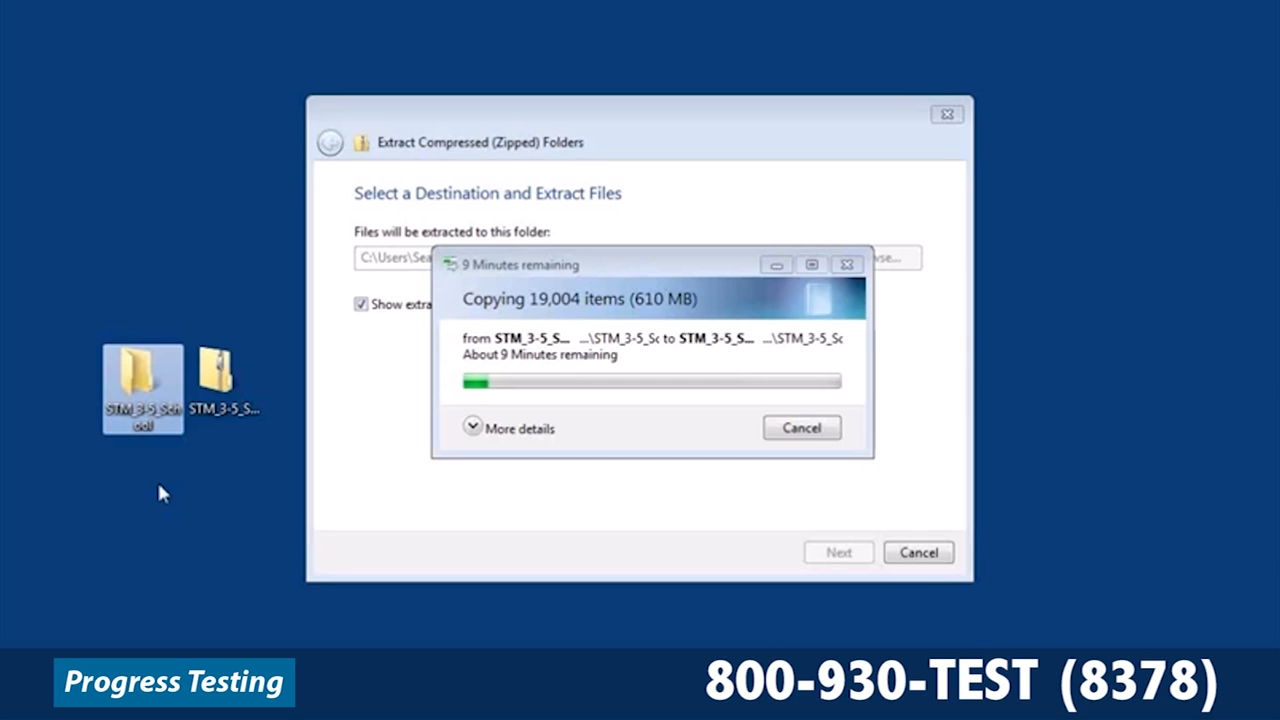 Extract Compressed (Zipped) Folders
Select a Destination and Extract Files
Files will be extracted to this folder:
C:\Users\Sea
Show extra
9 Minutes remaining
Copying 19,004 items (610 MB)
from STM_3-5_S... ...\STM_3-5_Sc to STM_3-5_S... ...\STM_3-5_Sc
About 9 Minutes remaining
More details
Cancel
STM_3-5_Sch
ool
STM_3-5_S...
Next
Cancel
Progress Testing
800-930-TEST (8378)